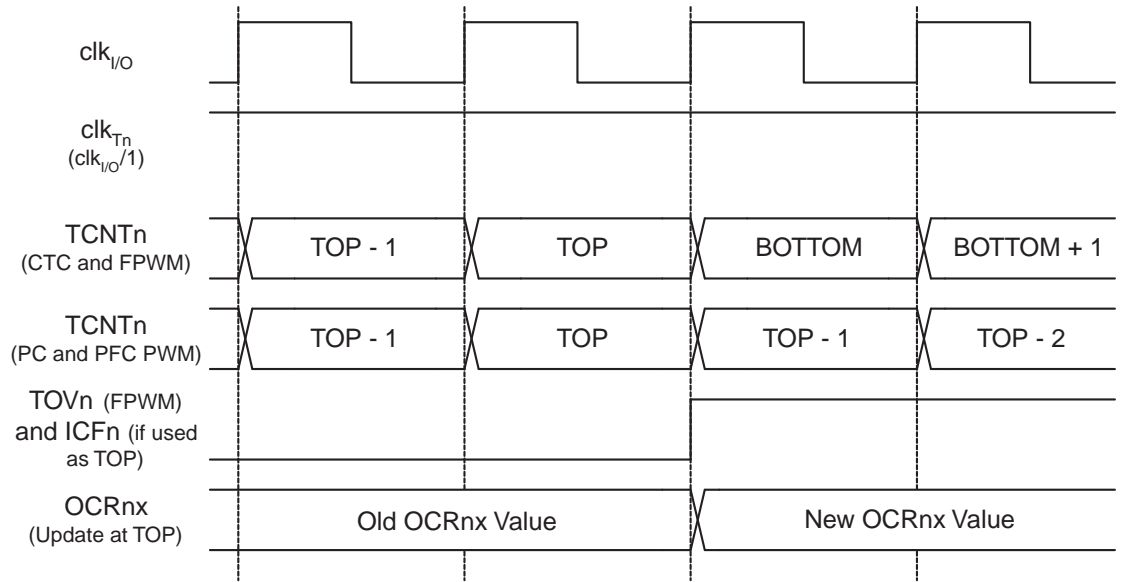 clkI/O
clkTn
(clkI/O/1)
TCNTn
(CTC and FPWM)
TOP - 1
TOP
BOTTOM
BOTTOM + 1
TCNTn
(PC and PFC PWM)
TOP - 1
TOP
TOP - 1
TOP - 2
TOVn (FPWM)
and ICFn (if used
as TOP)
OCRnx
(Update at TOP)
Old OCRnx Value
New OCRnx Value